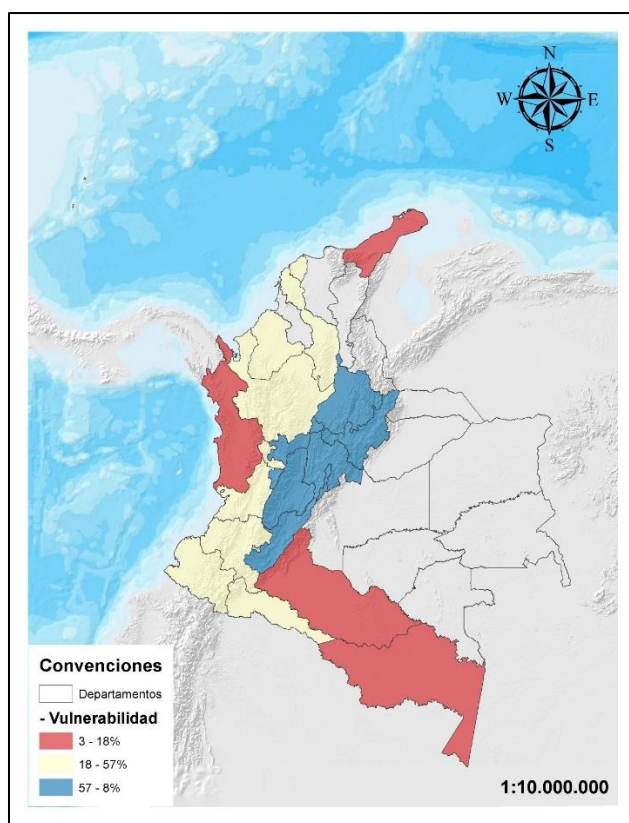 N
W
E
S
Convenciones
Departamentos
- Vulnerabilidad
3 - 18%
18 - 57%
57 - 8%
1:10.000.000